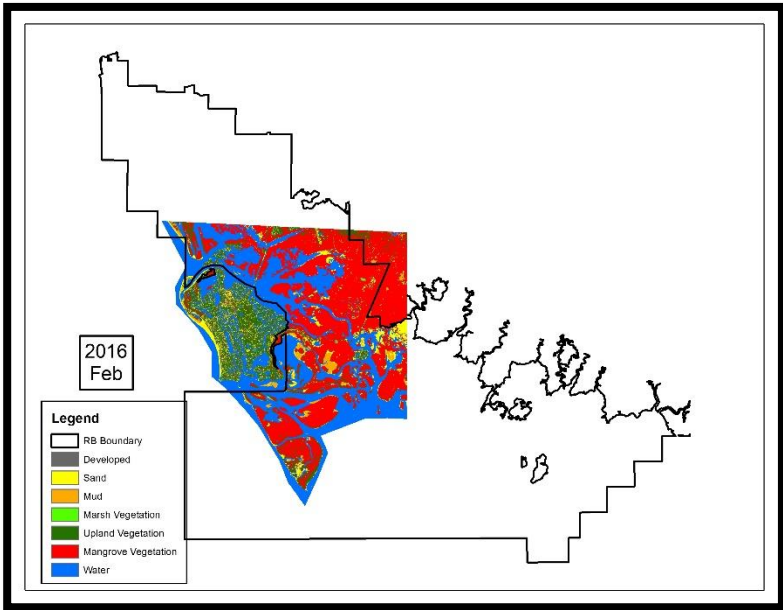 2016
Feb
Legend
RB Boundary
Developed
Sand
Mud
Marsh Vegetation
Upland Vegetation
Mangrove Vegetation
Water